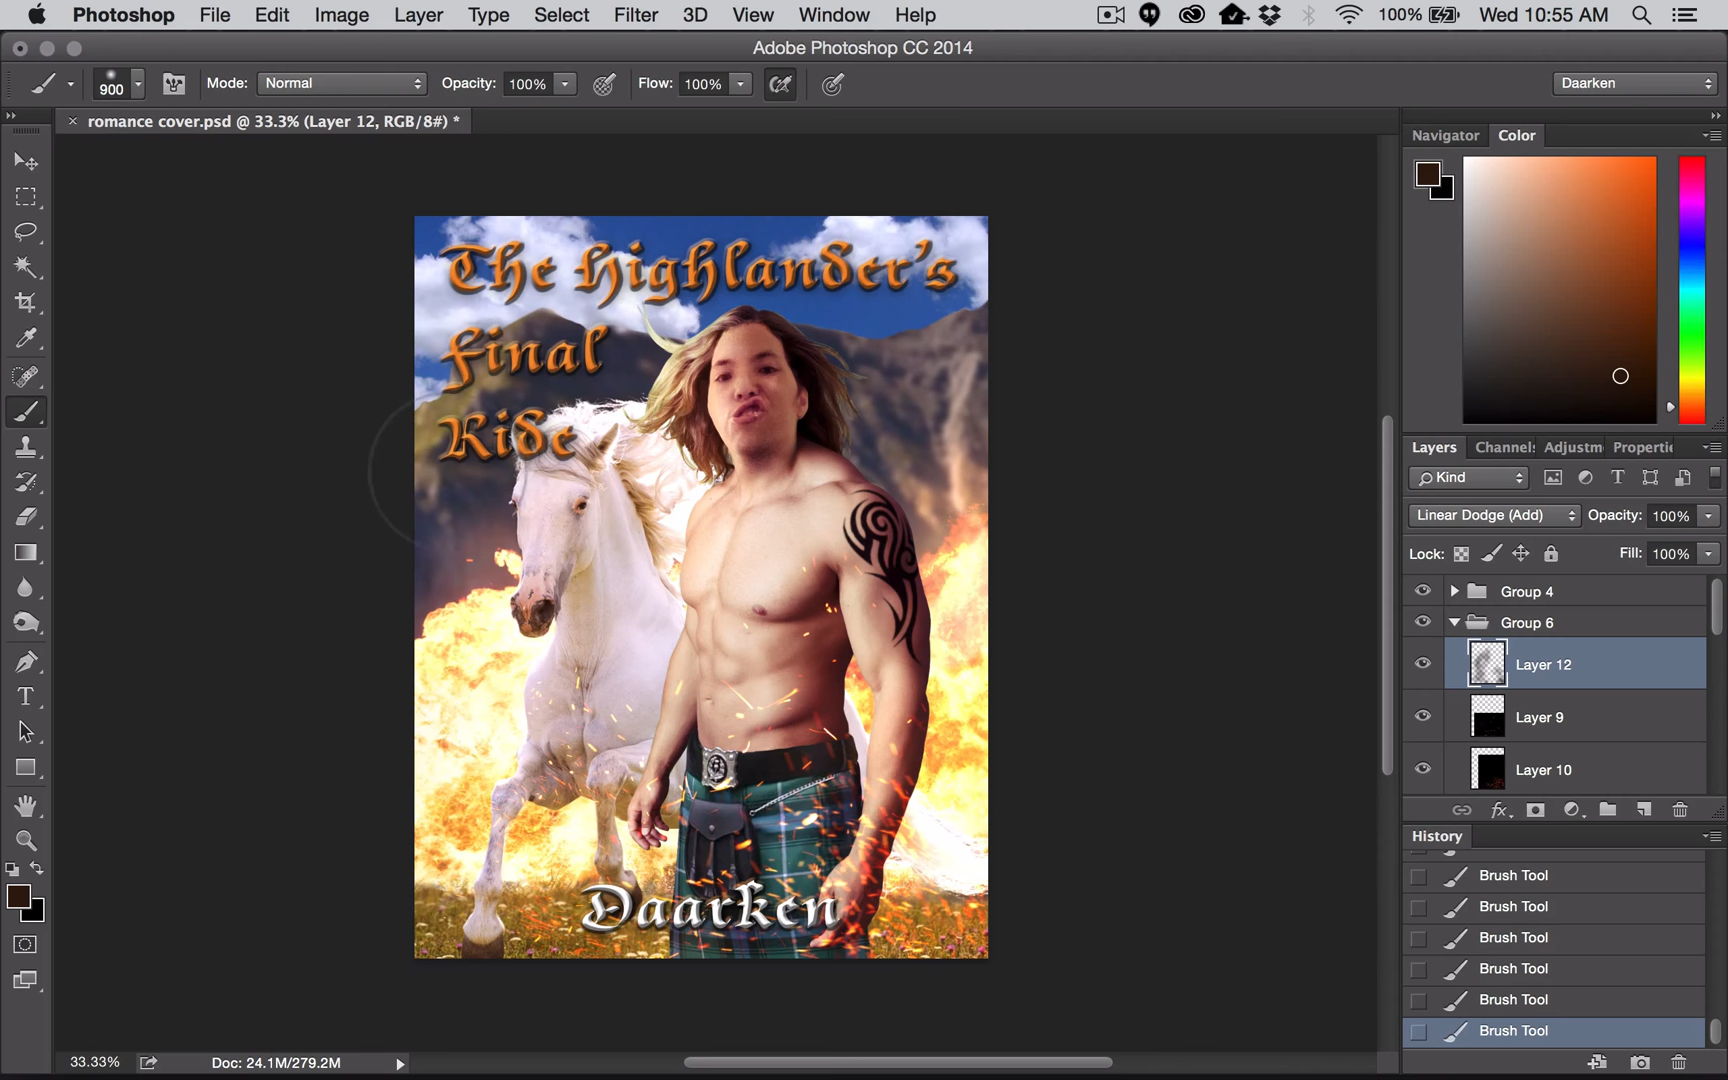 Photoshop File Edit Image Layer Type Select Filter 3D View Window Help 100% Wed 10:55 AM
Adobe Photoshop CC 2014
900 Mode: Normal Opacity: 100% Flow: 100% Daarken
romance cover.psd @ 33.3% (Layer 12, RGB/8#) *
Navigator Color
The Highlander's
Final
Ride
Daarken
Layers Channels Adjustm Properti
Kind
Linear Dodge (Add) Opacity: 100%
Lock: Fill: 100%
Group 4
Group 6
Layer 12
Layer 9
Layer 10
History
Brush Tool
Brush Tool
Brush Tool
Brush Tool
Brush Tool
Brush Tool
33.33% Doc: 24.1M/279.2M